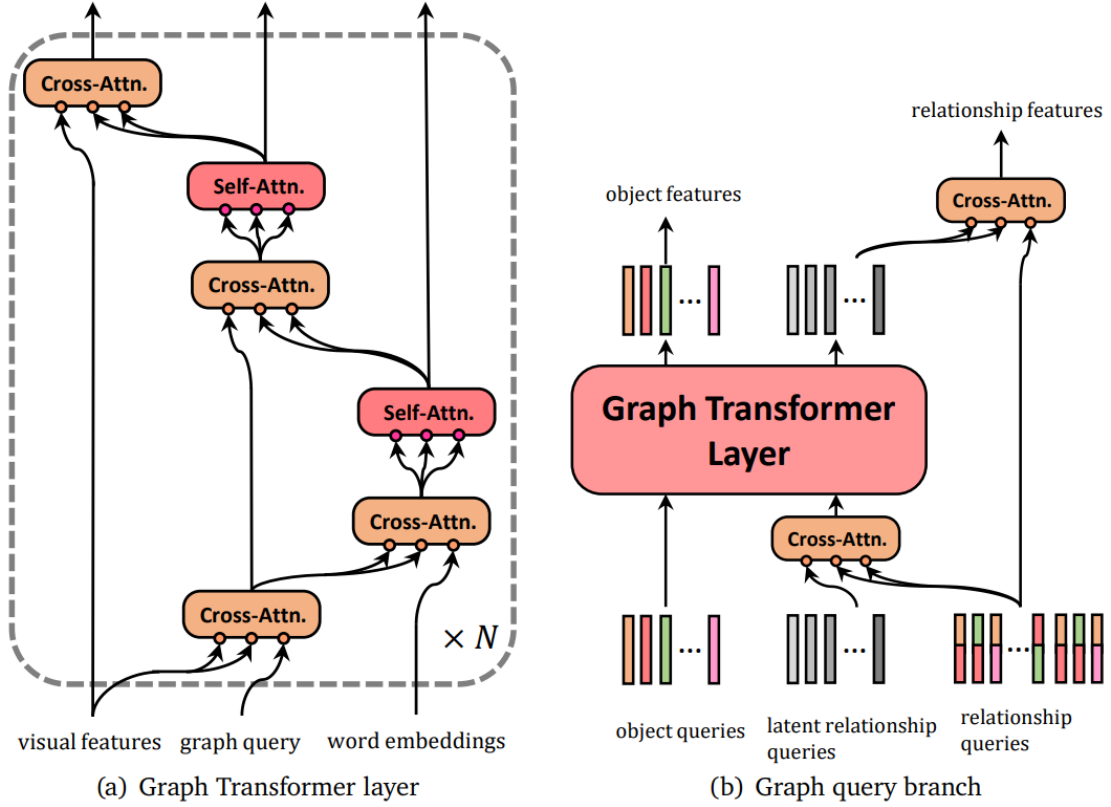 Cross-Attn.
Self-Attn.
Cross-Attn.
Self-Attn.
Cross-Attn.
Cross-Attn.
× N
visual features
graph query
word embeddings
(a) Graph Transformer layer
relationship features
Cross-Attn.
object features
...
...
Graph Transformer
Layer
Cross-Attn.
...
...
...
object queries
latent relationship
queries
relationship
queries
(b) Graph query branch